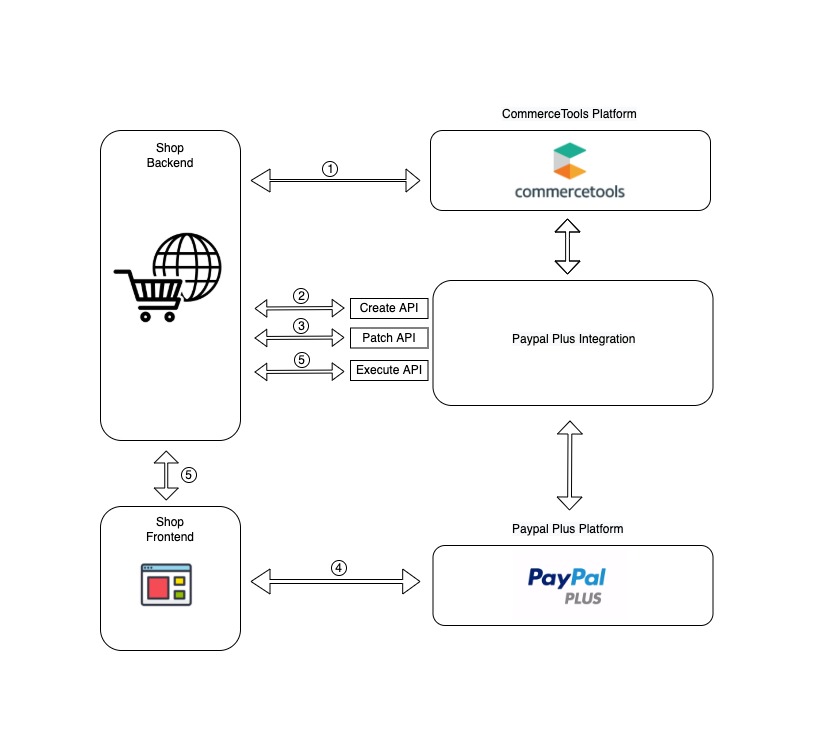 CommerceTools Platform
Shop
Backend
①
commercetools
②
Create API
③
Patch API
Paypal Plus Integration
⑤
Execute API
⑤
Shop
Frontend
Paypal Plus Platform
④
PayPal
PLUS